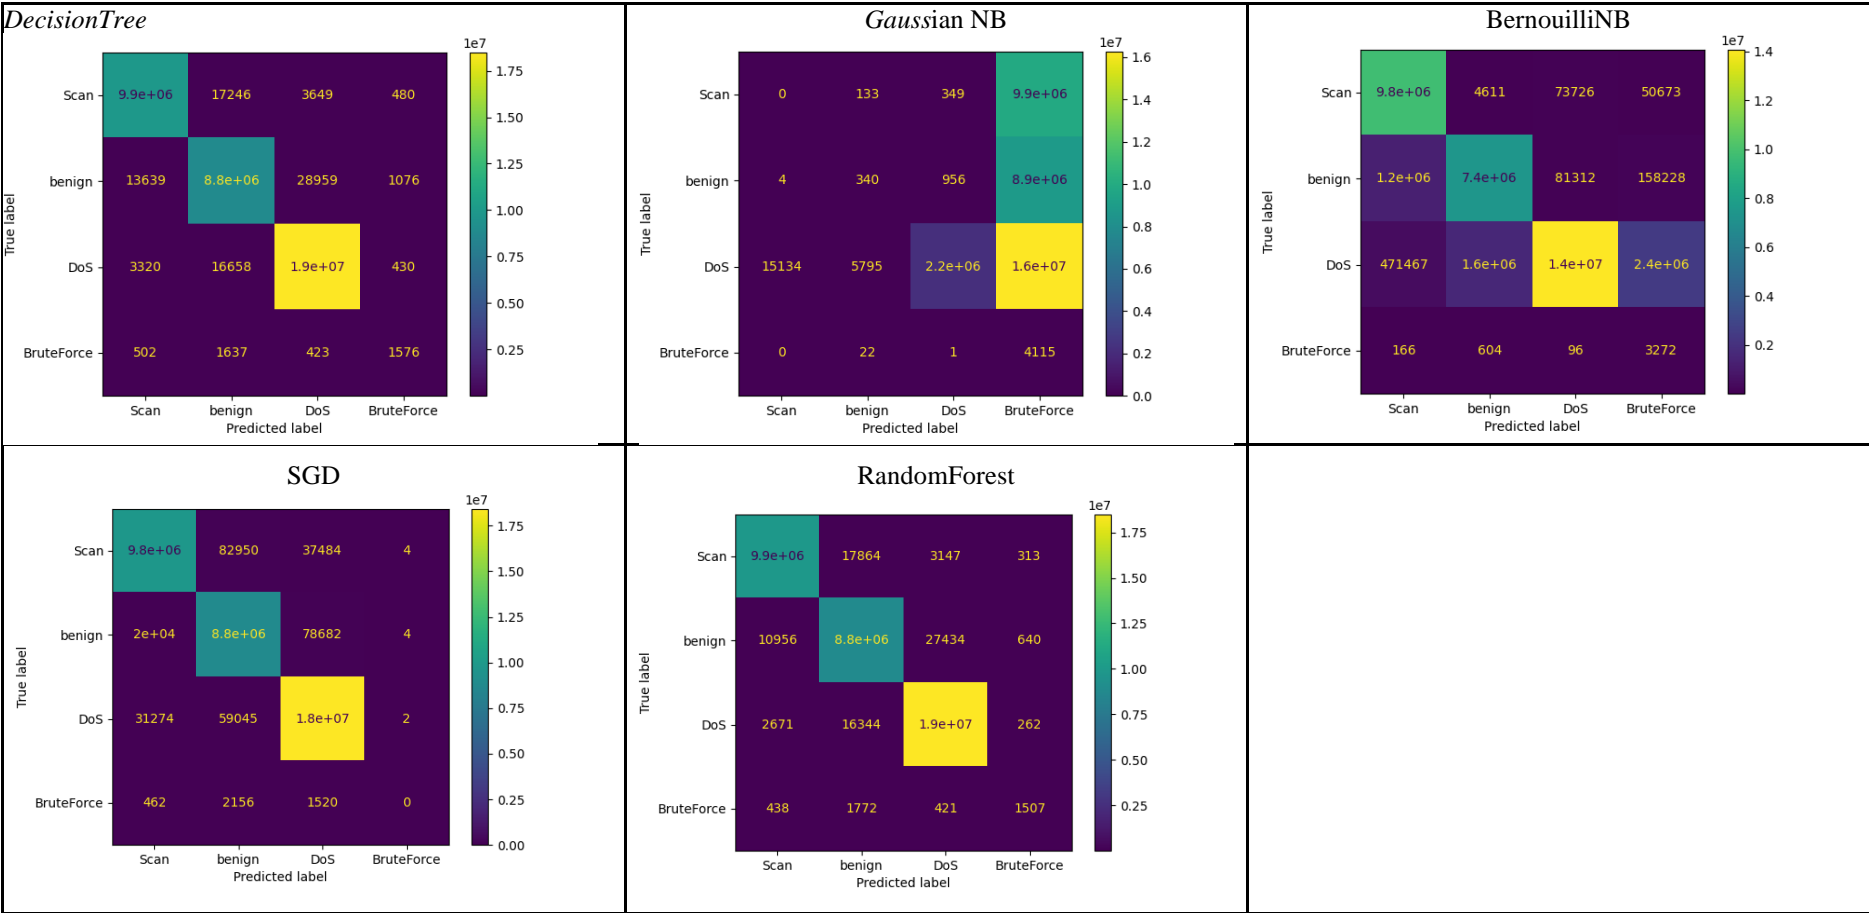 DecisionTree
1e7
Scan 9.9e+06 17246 3649 480
benign 13639 8.8e+06 28959 1076
DoS 3320 16658 1.9e+07 430
BruteForce 502 1637 423 1576
Scan benign DoS BruteForce
Predicted label
True label
1.75
1.50
1.25
1.00
0.75
0.50
0.25
Gaussian NB
1e7
Scan 0 133 349 9.9e+06
benign 4 340 956 8.9e+06
DoS 15134 5795 2.2e+06 1.6e+07
BruteForce 0 22 1 4115
Scan benign DoS BruteForce
Predicted label
True label
1.6
1.4
1.2
1.0
0.8
0.6
0.4
0.2
0.0
BernouilliNB
1e7
Scan 9.8e+06 4611 73726 50673
benign 1.2e+06 7.4e+06 81312 158228
DoS 471467 1.6e+06 1.4e+07 2.4e+06
BruteForce 166 604 96 3272
Scan benign DoS BruteForce
Predicted label
True label
1.4
1.2
1.0
0.8
0.6
0.4
0.2
SGD
1e7
Scan 9.8e+06 82950 37484 4
benign 2e+04 8.8e+06 78682 4
DoS 31274 59045 1.8e+07 2
BruteForce 462 2156 1520 0
Scan benign DoS BruteForce
Predicted label
True label
1.75
1.50
1.25
1.00
0.75
0.50
0.25
0.00
RandomForest
1e7
Scan 9.9e+06 17864 3147 313
benign 10956 8.8e+06 27434 640
DoS 2671 16344 1.9e+07 262
BruteForce 438 1772 421 1507
Scan benign DoS BruteForce
Predicted label
True label
1.75
1.50
1.25
1.00
0.75
0.50
0.25